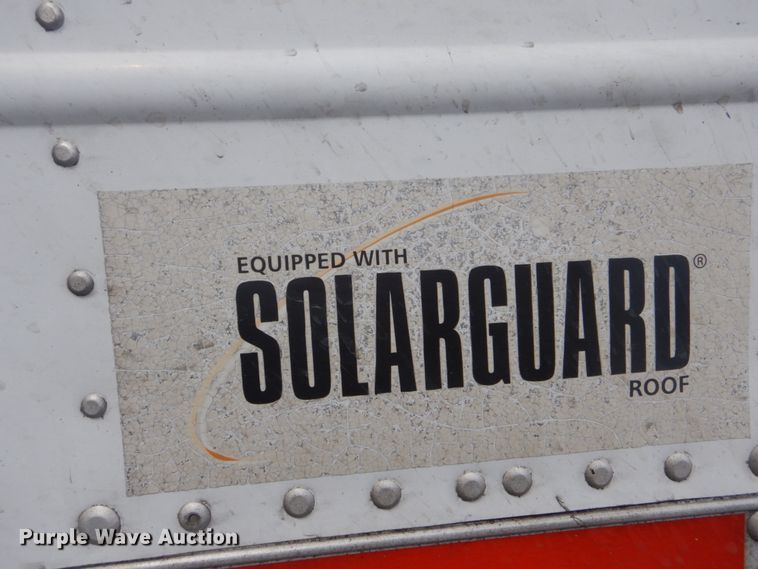 EQUIPPED WITH
SOLARGUARD®
ROOF
Purple Wave Auction